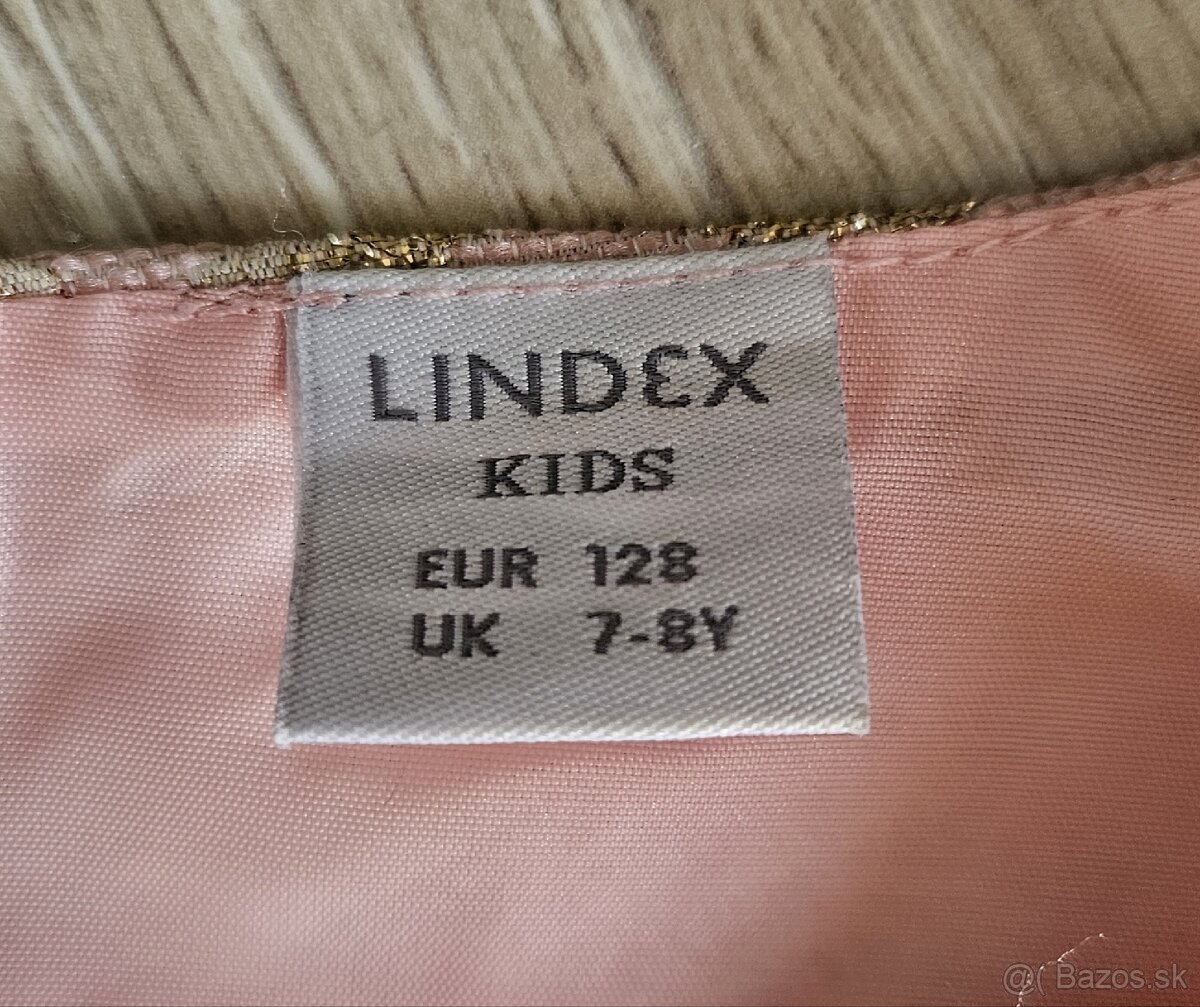 LINDEX
KIDS
EUR 128
UK 7-8Y
@( Bazos.sk